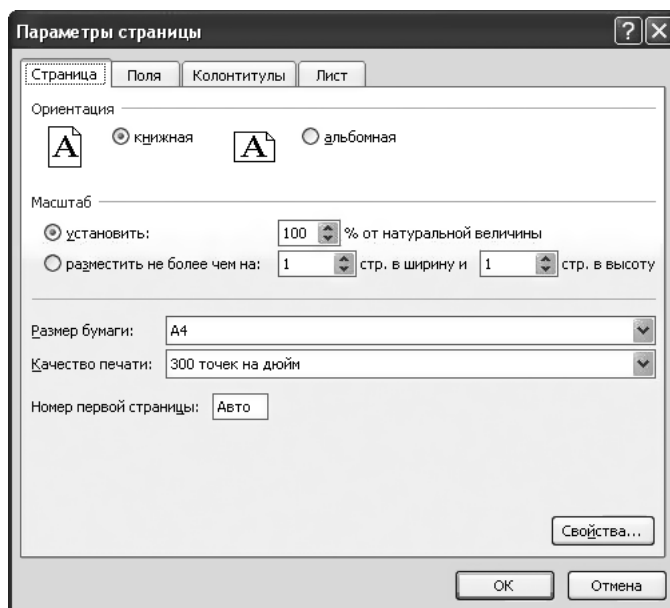 Параметры страницы
Страница Поля Колонтитулы Лист
Ориентация
A книжная A альбомная
Масштаб
установить: 100 % от натуральной величины
разместить не более чем на: 1 стр. в ширину и 1 стр. в высоту
Размер бумаги: A4
Качество печати: 300 точек на дюйм
Номер первой страницы: Авто
Свойства...
ОК Отмена